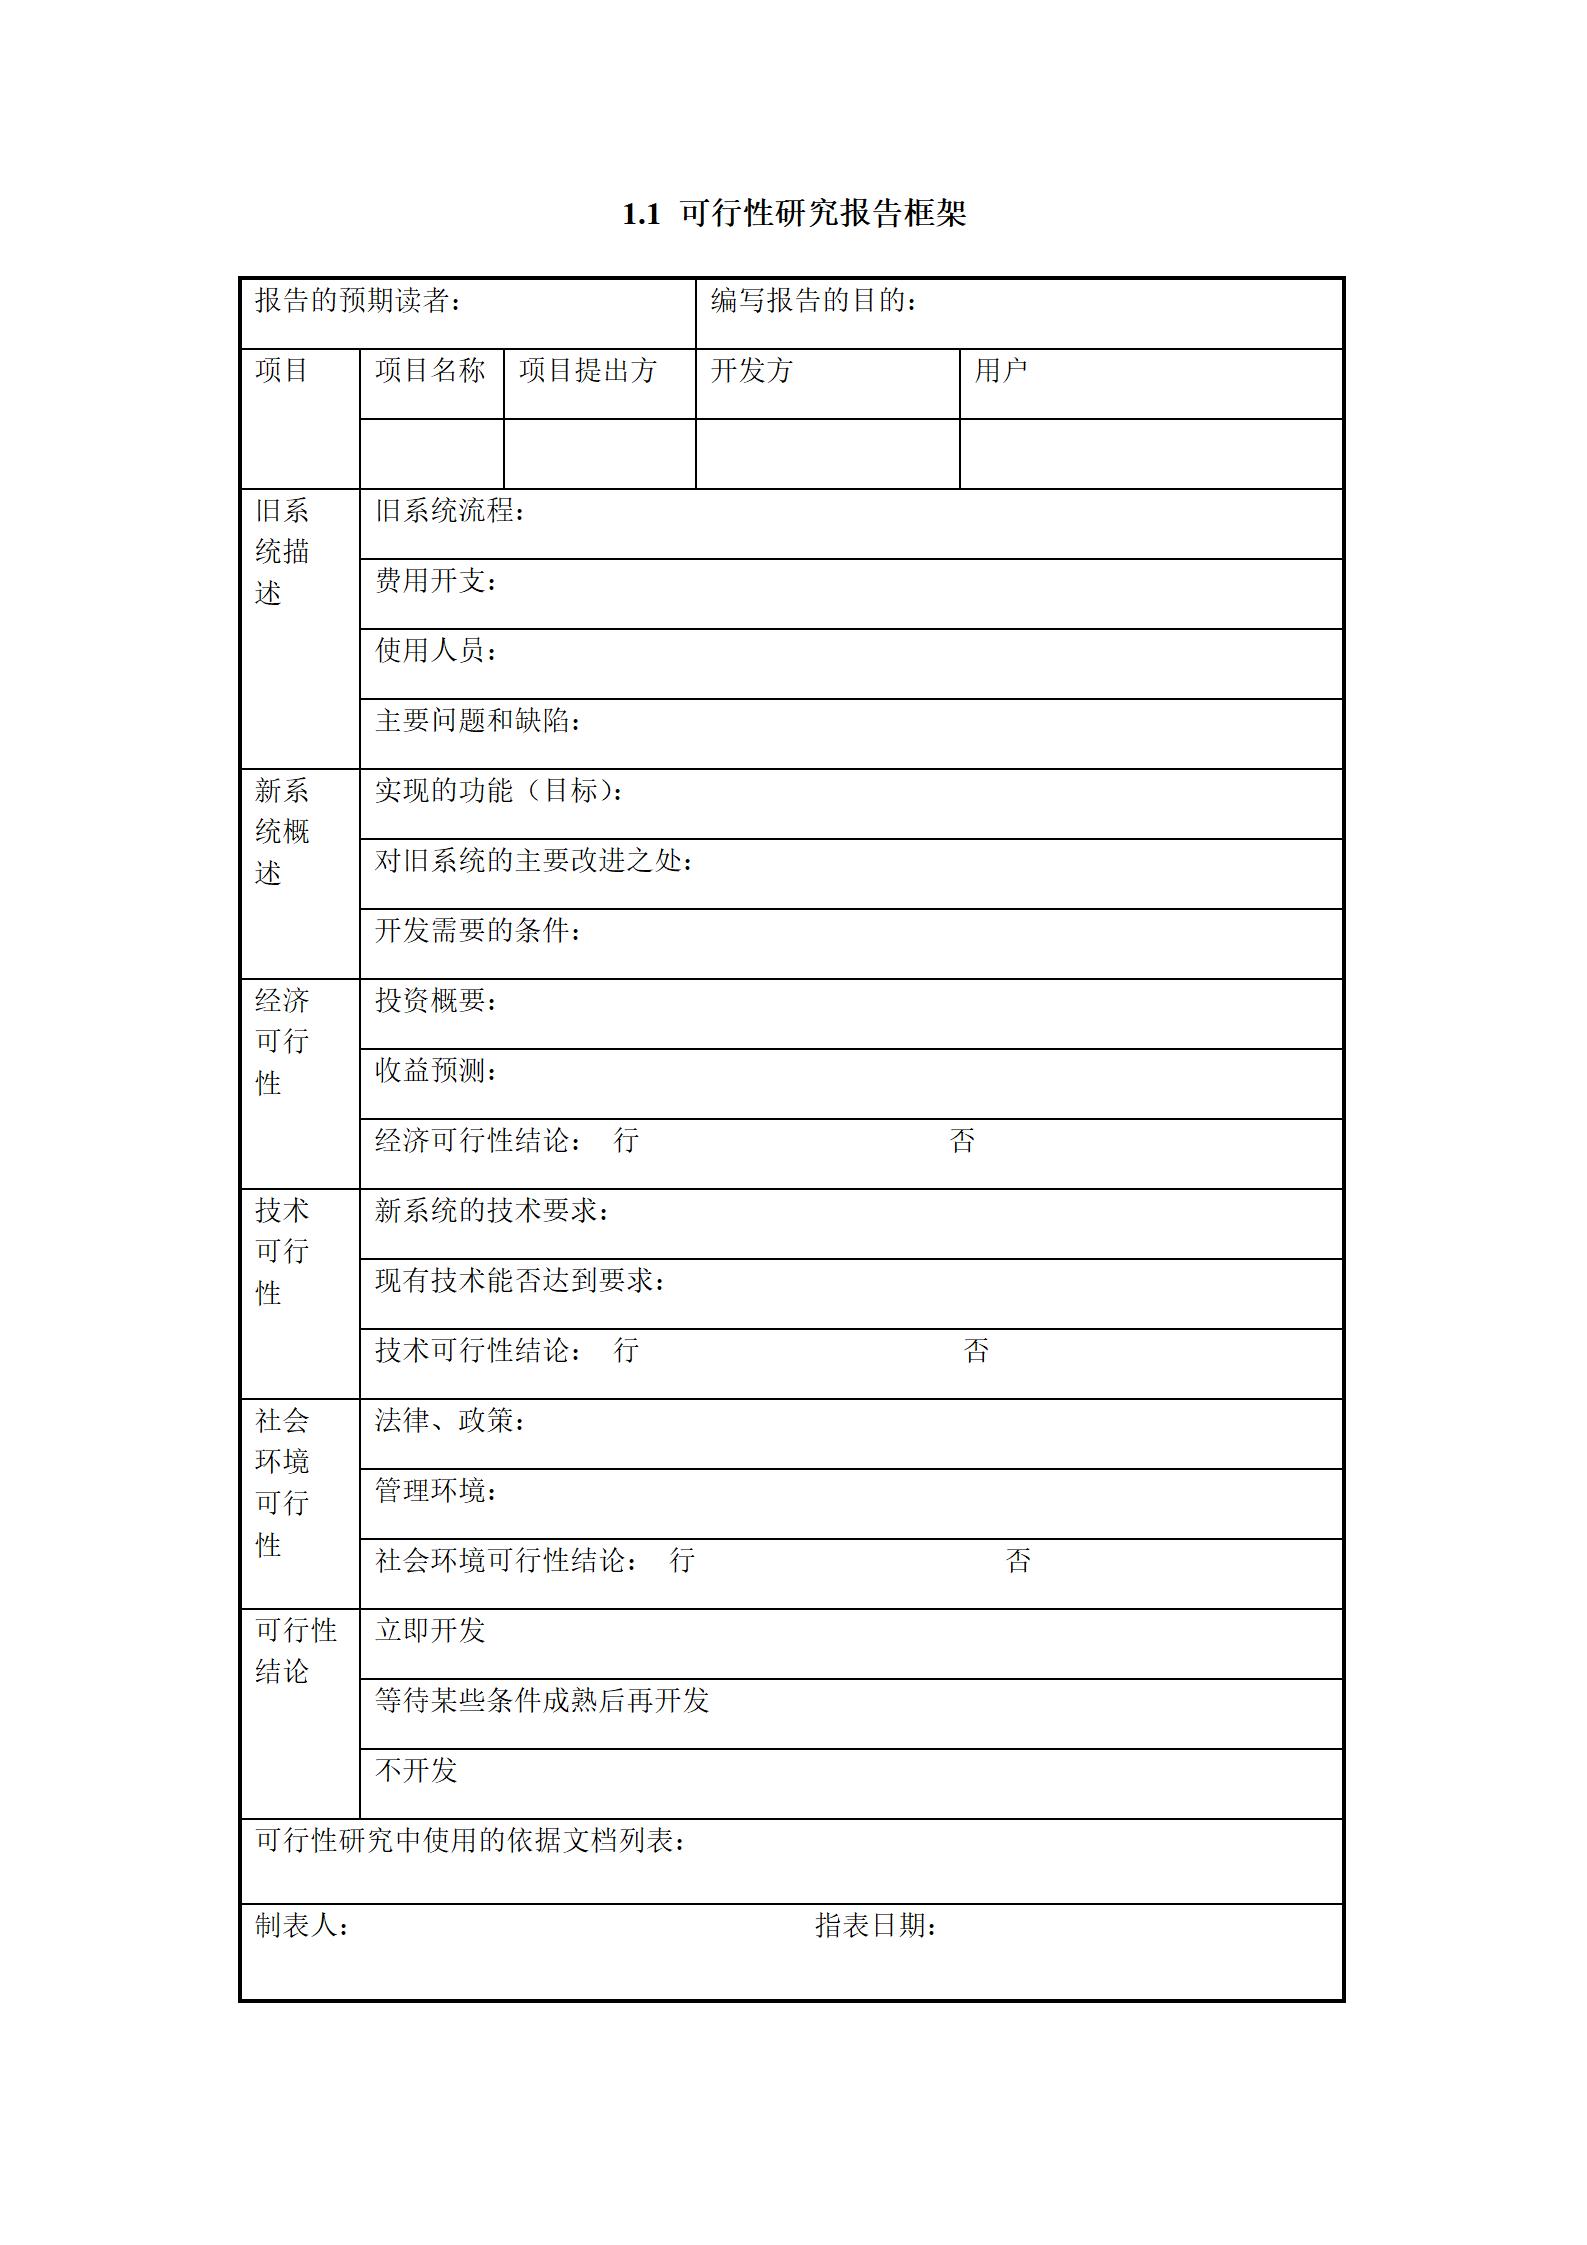 1.1 可行性研究报告框架
报告的预期读者： 编写报告的目的：
项目 项目名称 项目提出方 开发方 用户
旧系
统描
述
旧系统流程：
费用开支：
使用人员：
主要问题和缺陷：
新系
统概
述
实现的功能（目标）：
对旧系统的主要改进之处：
开发需要的条件：
经济
可行
性
投资概要：
收益预测：
经济可行性结论： 行 否
技术
可行
性
新系统的技术要求：
现有技术能否达到要求：
技术可行性结论： 行 否
社会
环境
可行
性
法律、政策：
管理环境：
社会环境可行性结论： 行 否
可行性
结论
立即开发
等待某些条件成熟后再开发
不开发
可行性研究中使用的依据文档列表：
制表人： 指表日期：